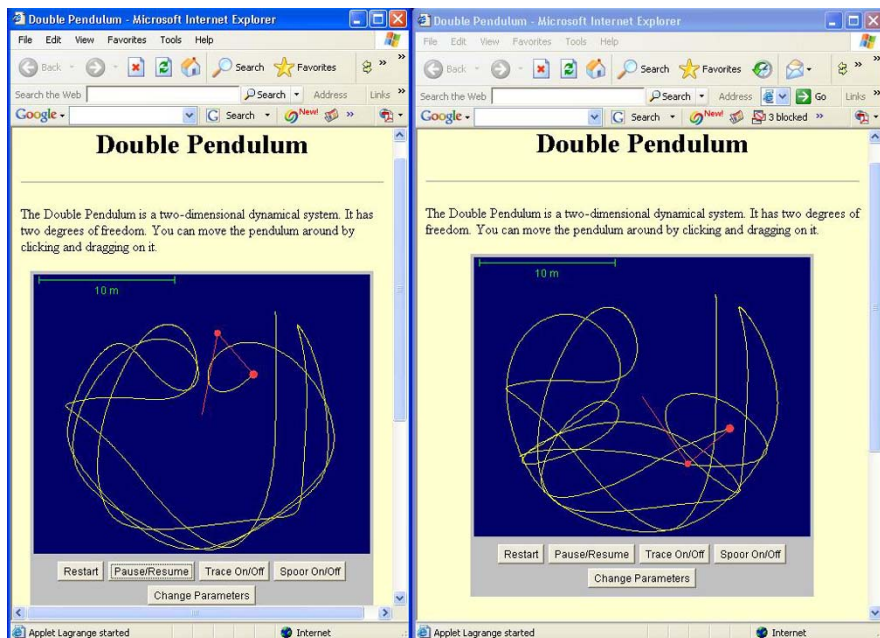 Double Pendulum - Microsoft Internet Explorer
File Edit View Favorites Tools Help
Back Search Favorites
Search the Web Search Address Links
Google Search New!
Double Pendulum
The Double Pendulum is a two-dimensional dynamical system. It has
two degrees of freedom. You can move the pendulum around by
clicking and dragging on it.
10 m
Restart Pause/Resume Trace On/Off Spoor On/Off
Change Parameters
Applet Lagrange started Internet
Double Pendulum - Microsoft Internet Explorer
File Edit View Favorites Tools Help
Back Search Favorites
Search the Web Search Address Go Links
Google Search New! 3 blocked
Double Pendulum
The Double Pendulum is a two-dimensional dynamical system. It has two degrees of
freedom. You can move the pendulum around by clicking and dragging on it.
10 m
Restart Pause/Resume Trace On/Off Spoor On/Off
Change Parameters
Applet Lagrange started Internet